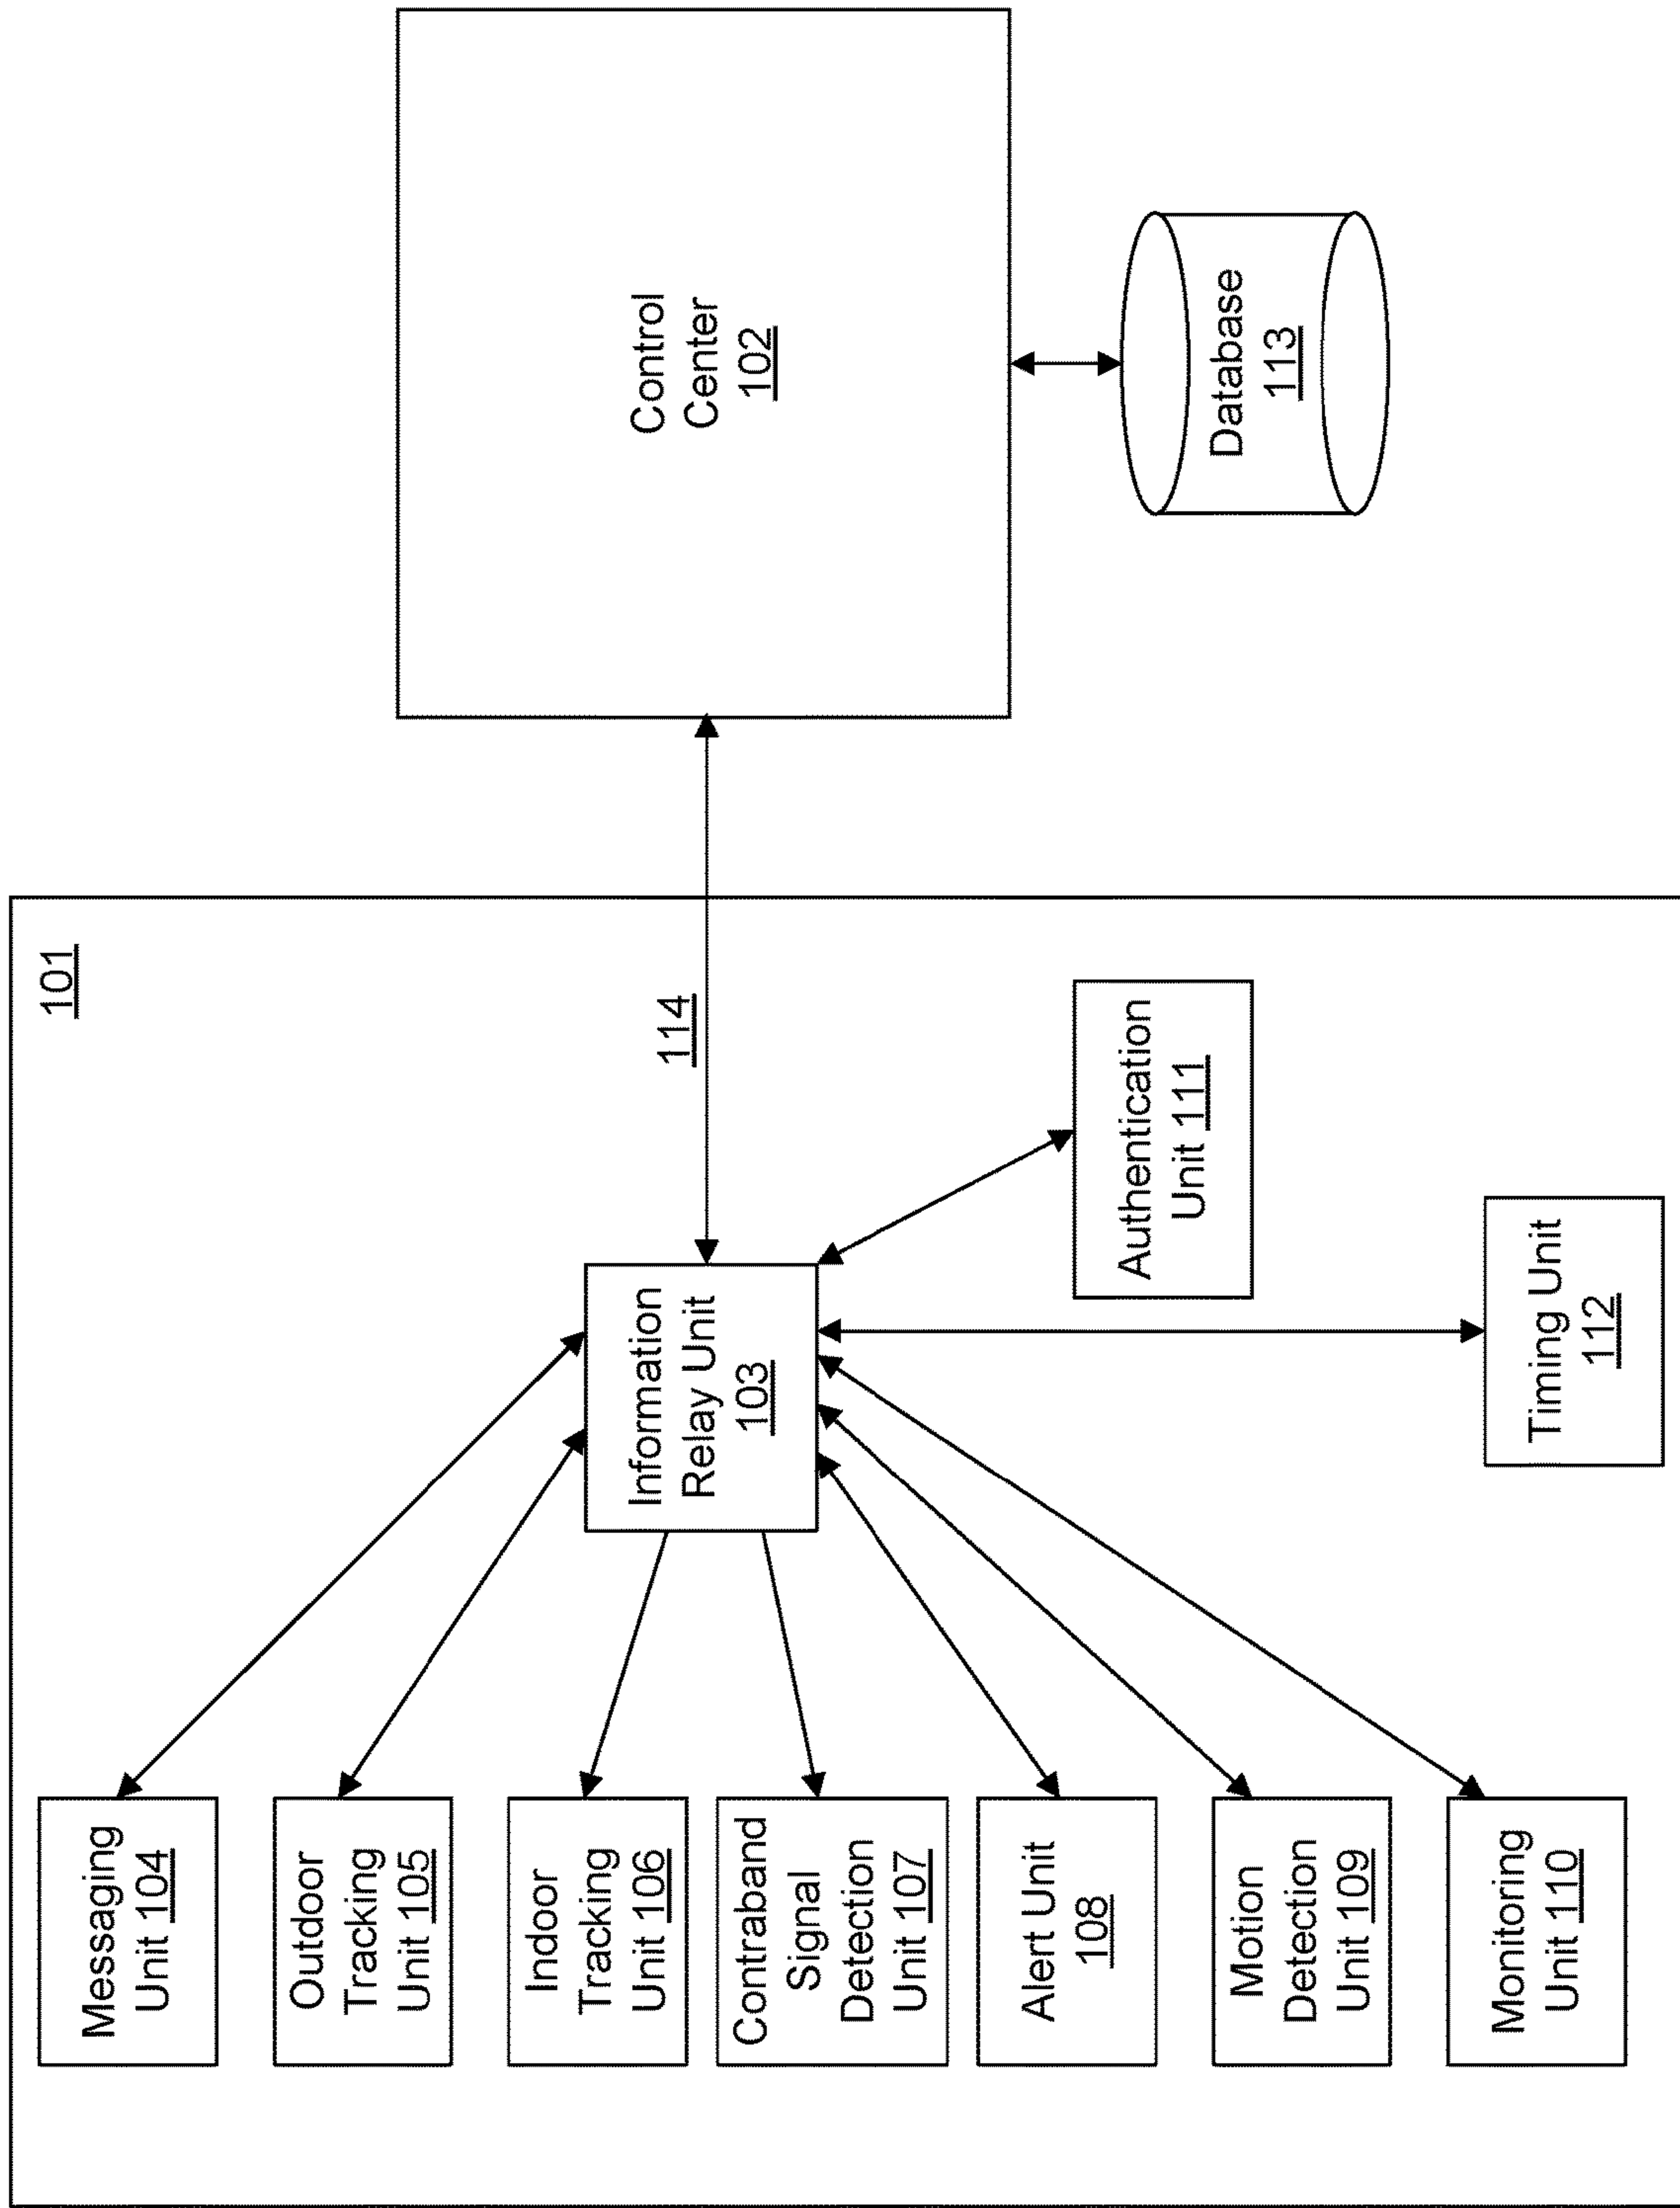 101
Messaging
Unit 104
Outdoor
Tracking
Unit 105
Indoor
Tracking
Unit 106
Contraband
Signal
Detection
Unit 107
Alert Unit
108
Motion
Detection
Unit 109
Monitoring
Unit 110
Information
Relay Unit
103
114
Authentication
Unit 111
Timing Unit
112
Control
Center
102
Database
113